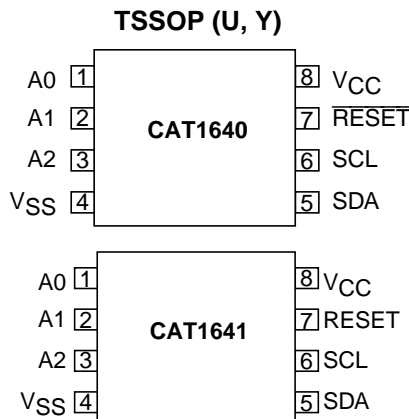 TSSOP (U, Y)
A0 1 8 VCC
A1 2 CAT1640 7 RESET
A2 3 6 SCL
VSS 4 5 SDA
A0 1 8 VCC
A1 2 CAT1641 7 RESET
A2 3 6 SCL
VSS 4 5 SDA